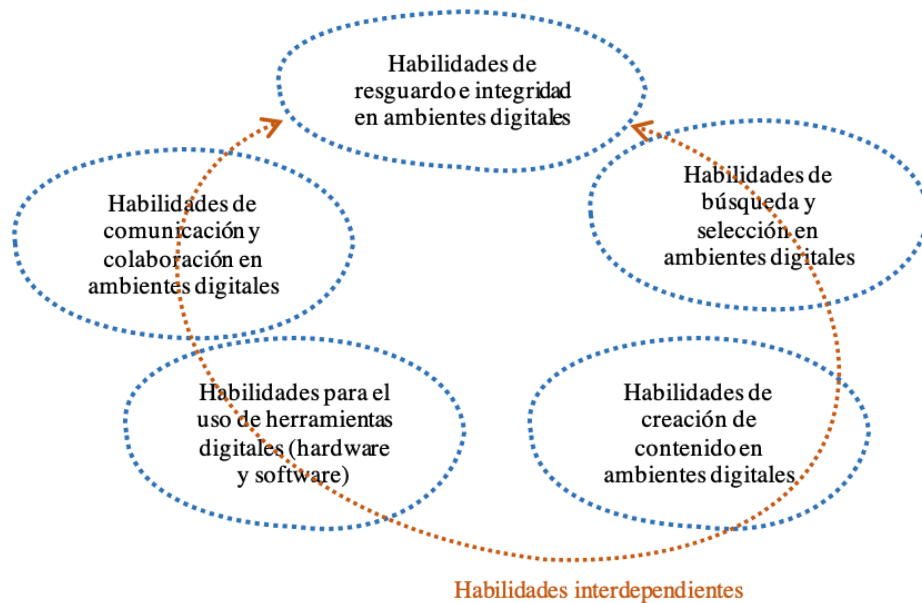 Habilidades de
resguardo e integridad
en ambientes digitales
Habilidades de
comunicación y
colaboración en
ambientes digitales
Habilidades de
búsqueda y
selección en
ambientes digitales
Habilidades para el
uso de herramientas
digitales (hardware
y software)
Habilidades de
creación de
contenido en
ambientes digitales
Habilidades interdependientes